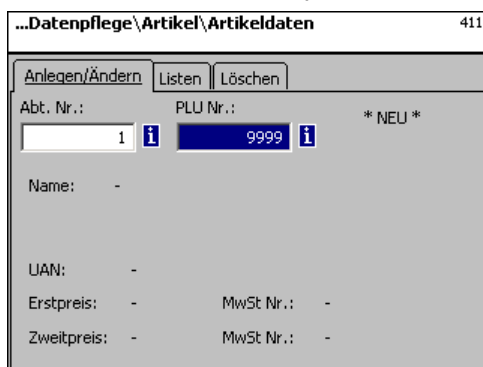 ...Datenpflege\Artikel\Artikeldaten 411
Anlegen/Ändern Listen Löschen
Abt. Nr.: PLU Nr.: * NEU *
1 i 9999 i
Name: -
UAN: -
Erstpreis: - MwSt Nr.: -
Zweitpreis: - MwSt Nr.: -